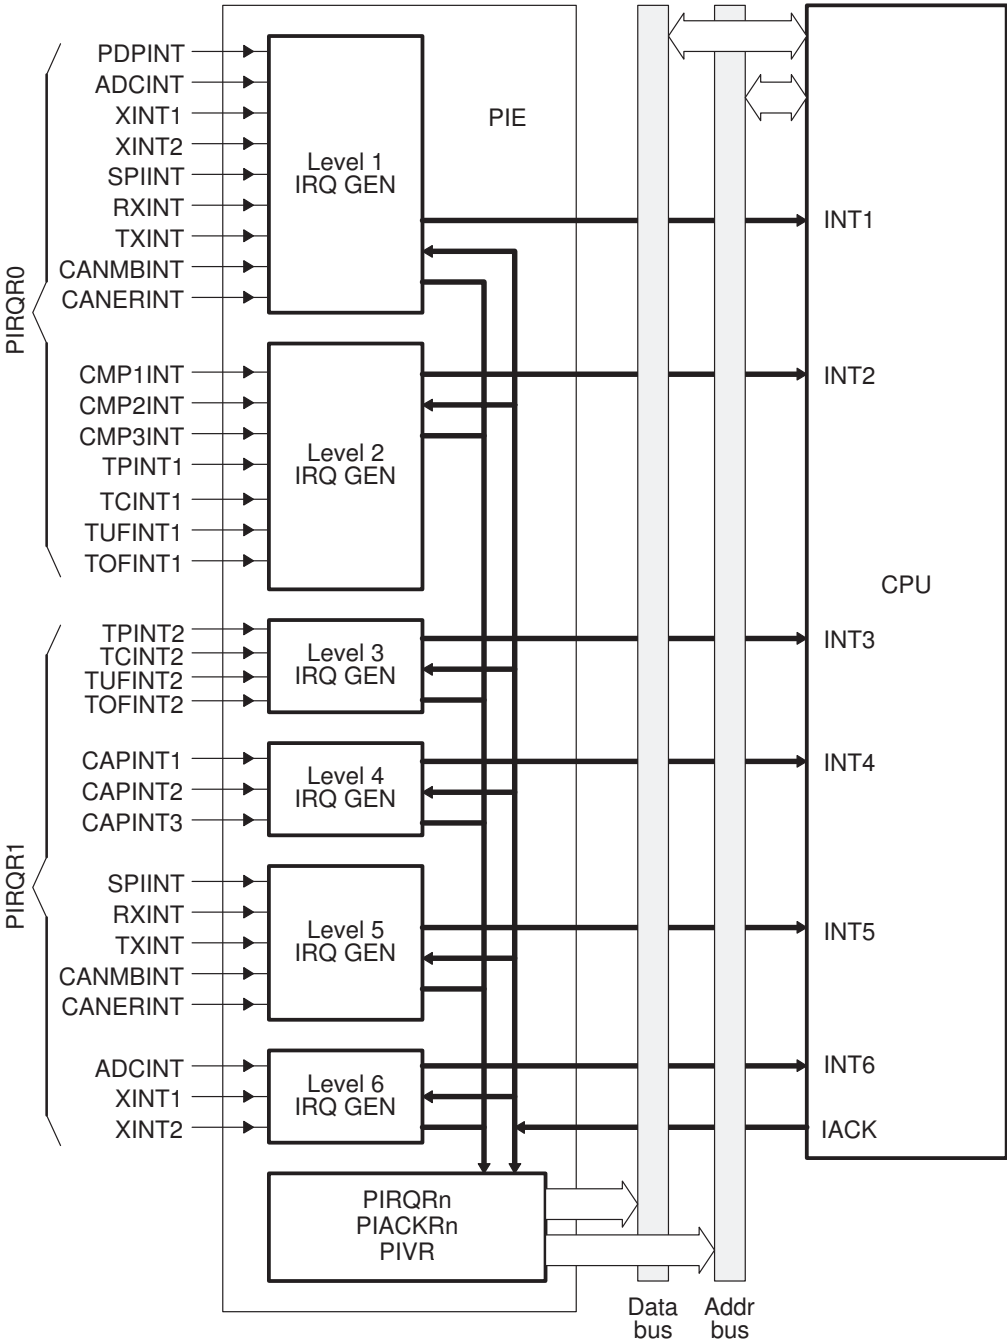 PIRQR0
PDPINT
ADCINT
XINT1
XINT2
SPIINT
RXINT
TXINT
CANMBINT
CANERINT
CMP1INT
CMP2INT
CMP3INT
TPINT1
TCINT1
TUFINT1
TOFINT1
PIRQR1
TPINT2
TCINT2
TUFINT2
TOFINT2
CAPINT1
CAPINT2
CAPINT3
SPIINT
RXINT
TXINT
CANMBINT
CANERINT
ADCINT
XINT1
XINT2
PIE
Level 1
IRQ GEN
Level 2
IRQ GEN
Level 3
IRQ GEN
Level 4
IRQ GEN
Level 5
IRQ GEN
Level 6
IRQ GEN
PIRQRn
PIACKRn
PIVR
Data
bus
Addr
bus
INT1
INT2
CPU
INT3
INT4
INT5
INT6
IACK